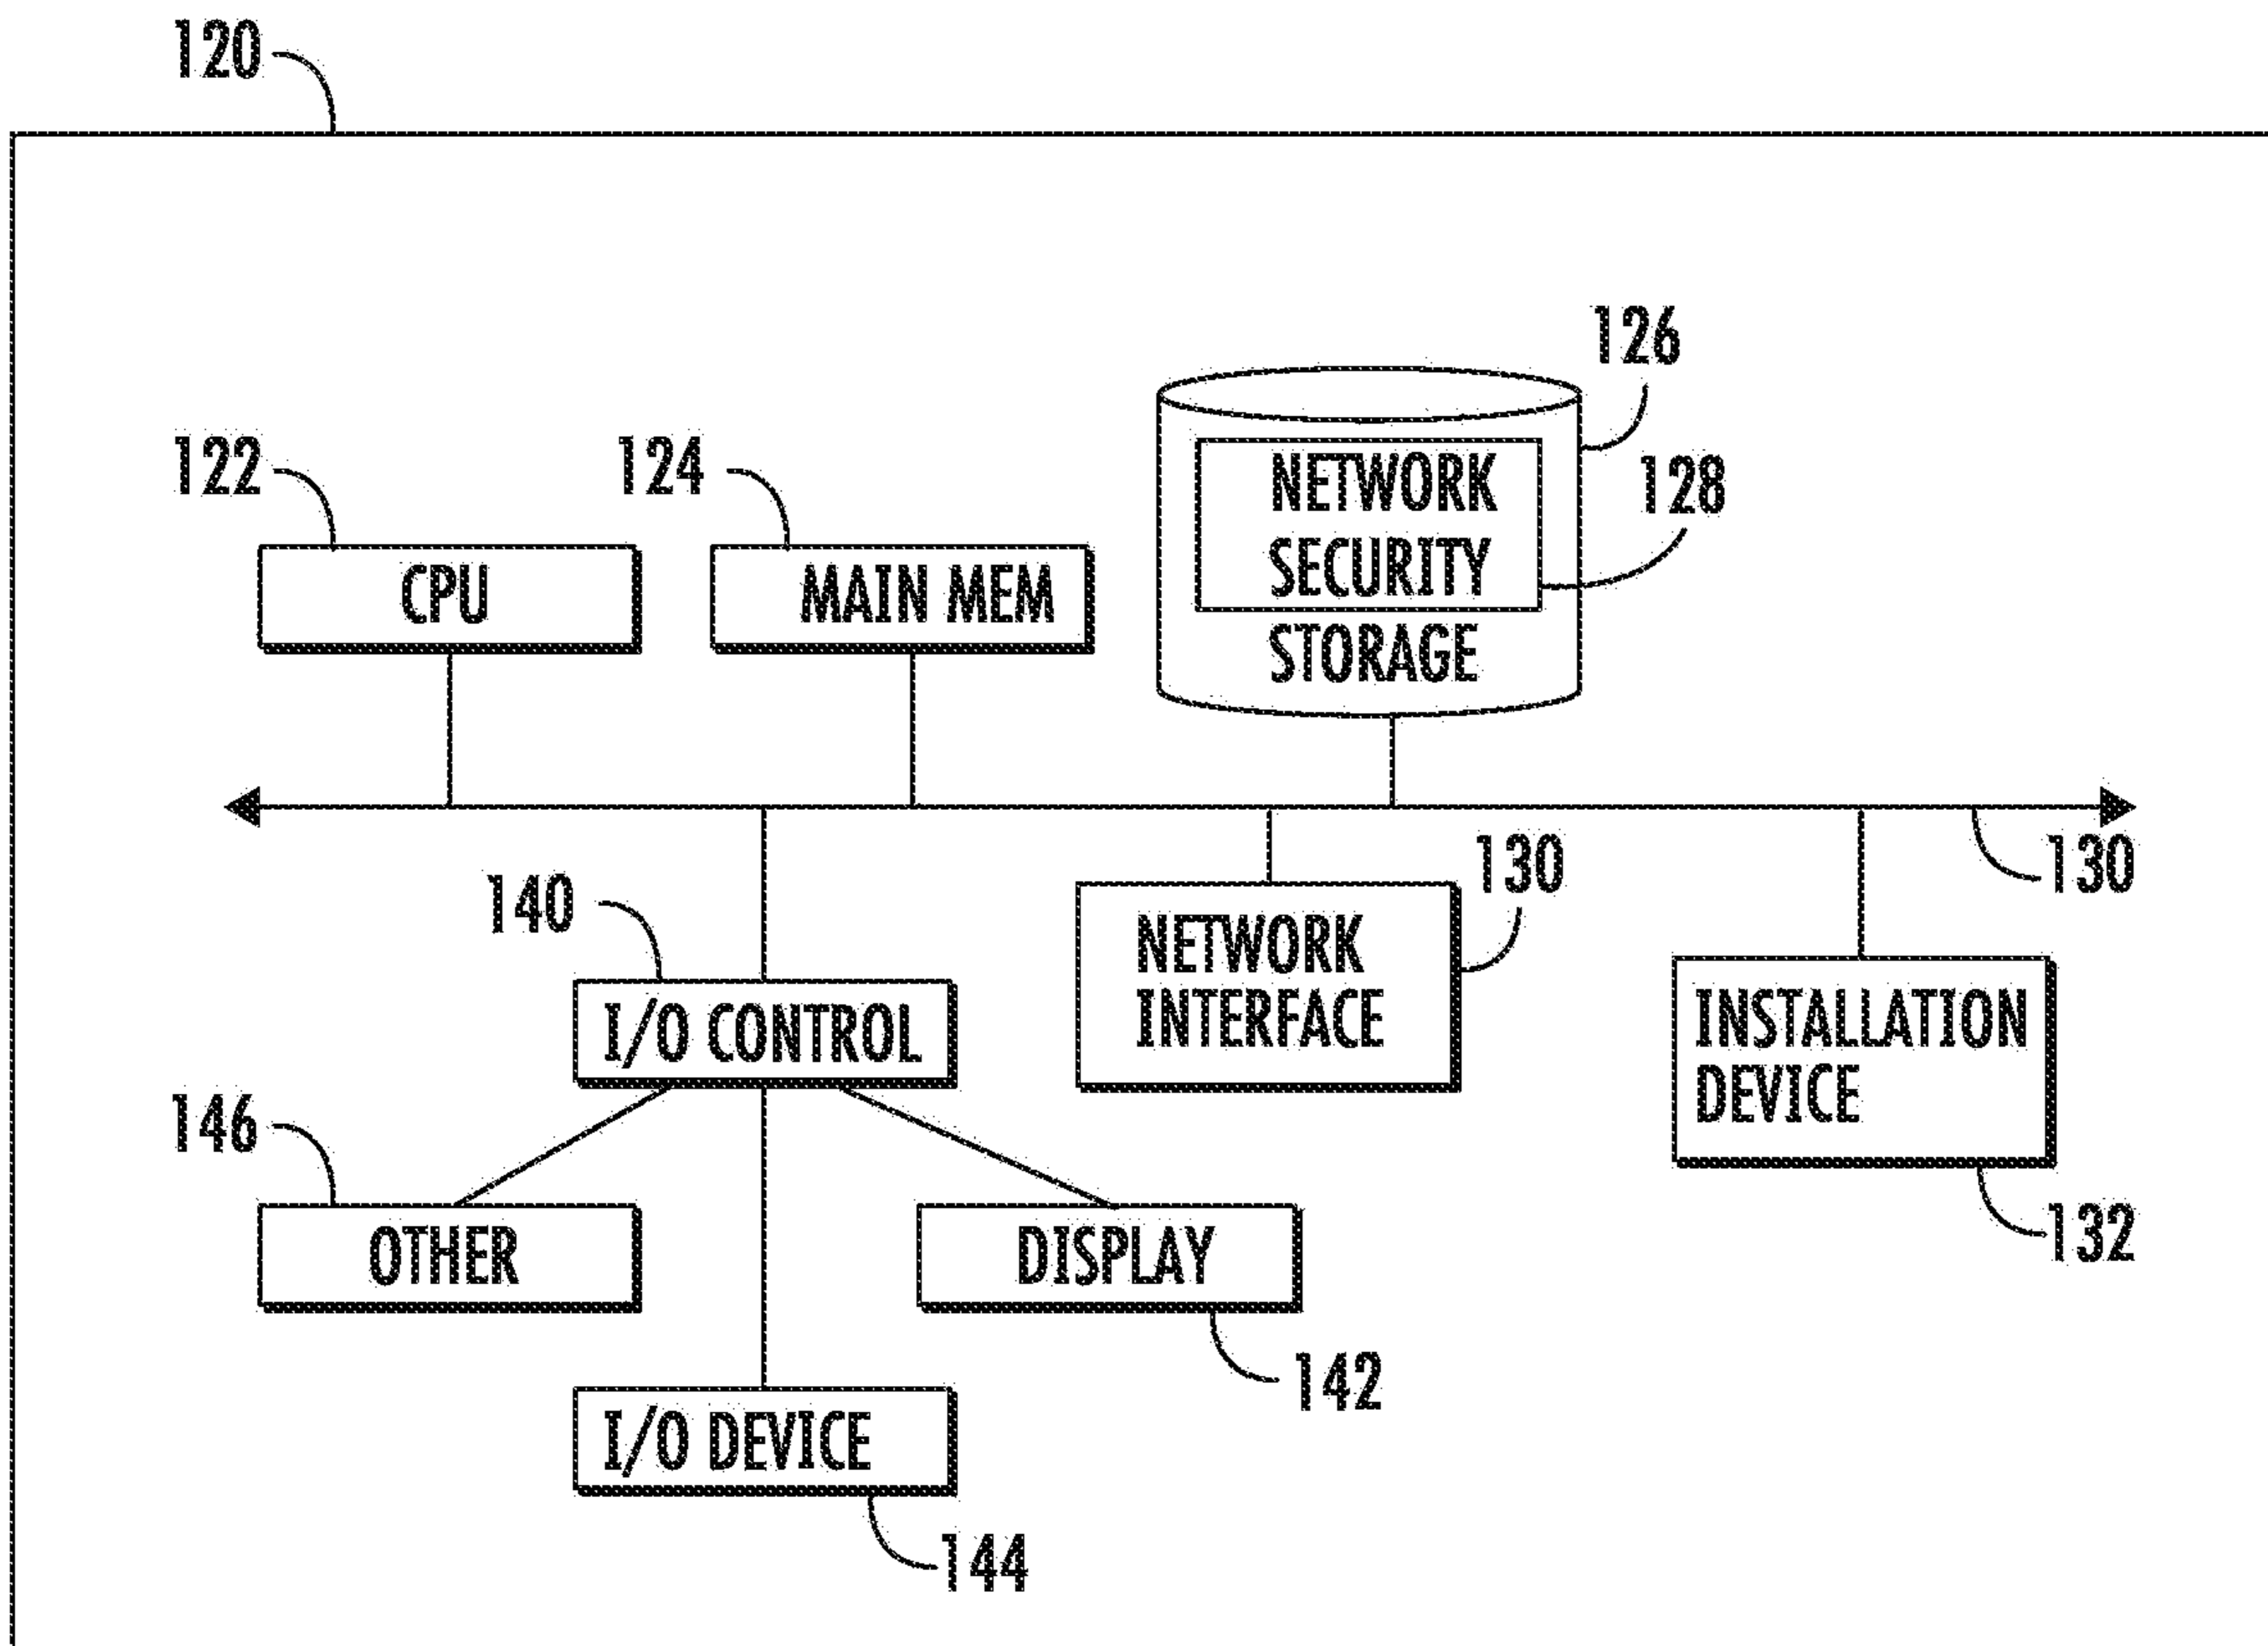 120
126
122
124
128
NETWORK
SECURITY
STORAGE
CPU
MAIN MEM
130
130
140
NETWORK
INTERFACE
I/O CONTROL
INSTALLATION
DEVICE
146
132
OTHER
DISPLAY
142
I/O DEVICE
144